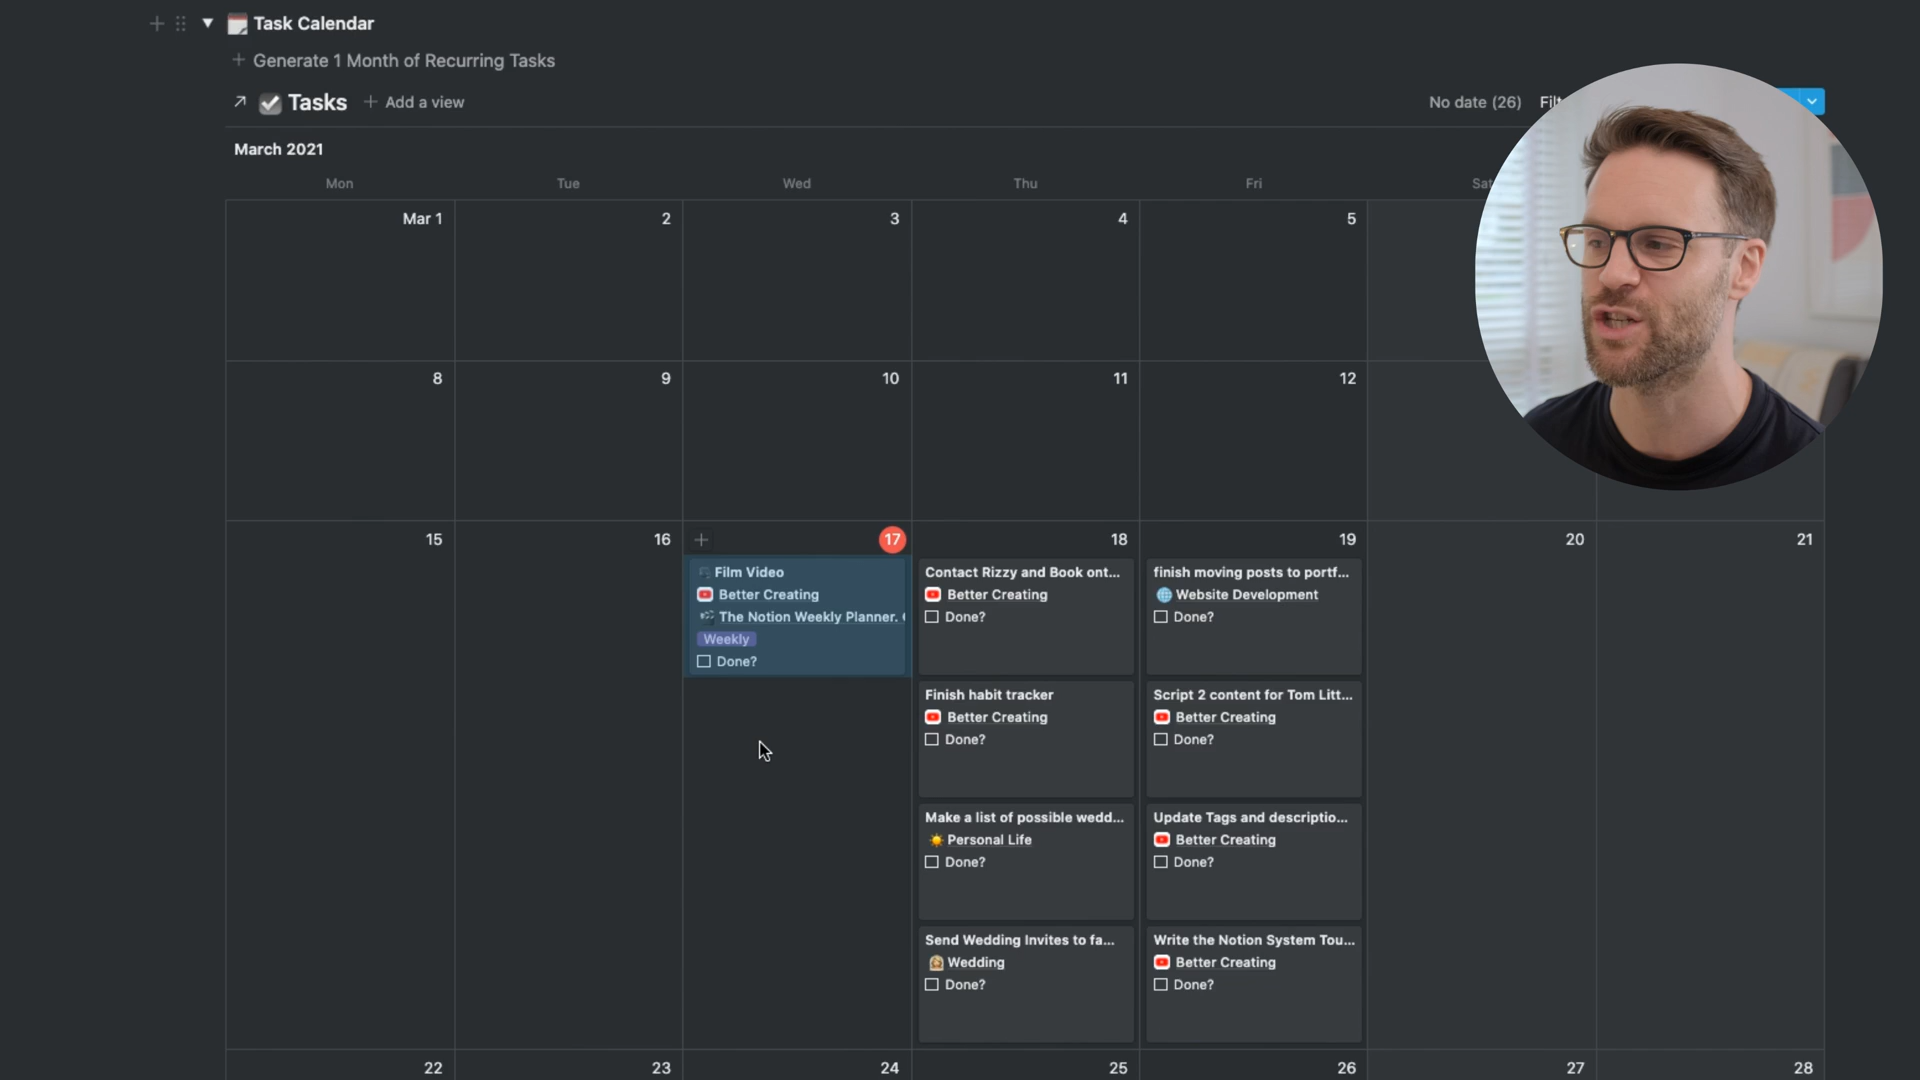 Task Calendar
Generate 1 Month of Recurring Tasks
Tasks
Add a view
No date (26)
March 2021
Mon
Tue
Wed
Thu
Fri
Mar 1
2
3
4
5
8
9
10
11
12
15
16
17
18
19
20
21
Film Video
Better Creating
The Notion Weekly Planner.
Weekly
Done?
Contact Rizzy and Book ont...
Better Creating
Done?
Finish habit tracker
Better Creating
Done?
Make a list of possible wedd...
Personal Life
Done?
Send Wedding Invites to fa...
Wedding
Done?
finish moving posts to portf...
Website Development
Done?
Script 2 content for Tom Litt...
Better Creating
Done?
Update Tags and descriptio...
Better Creating
Done?
Write the Notion System Tou...
Better Creating
Done?
22
23
24
25
26
27
28